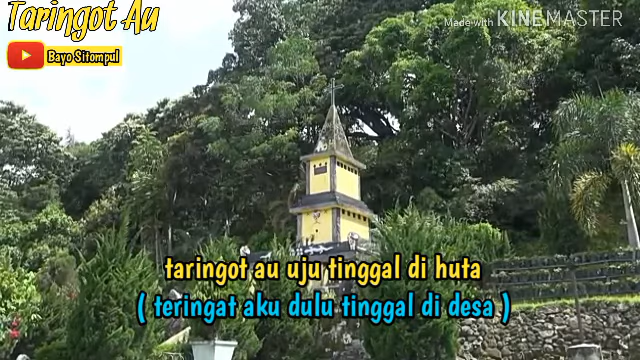 Taringot Au
Made with KINEMASTER
Bayo Sitompul
taringot au uju tinggal di huta
( teringat aku dulu tinggal di desa )